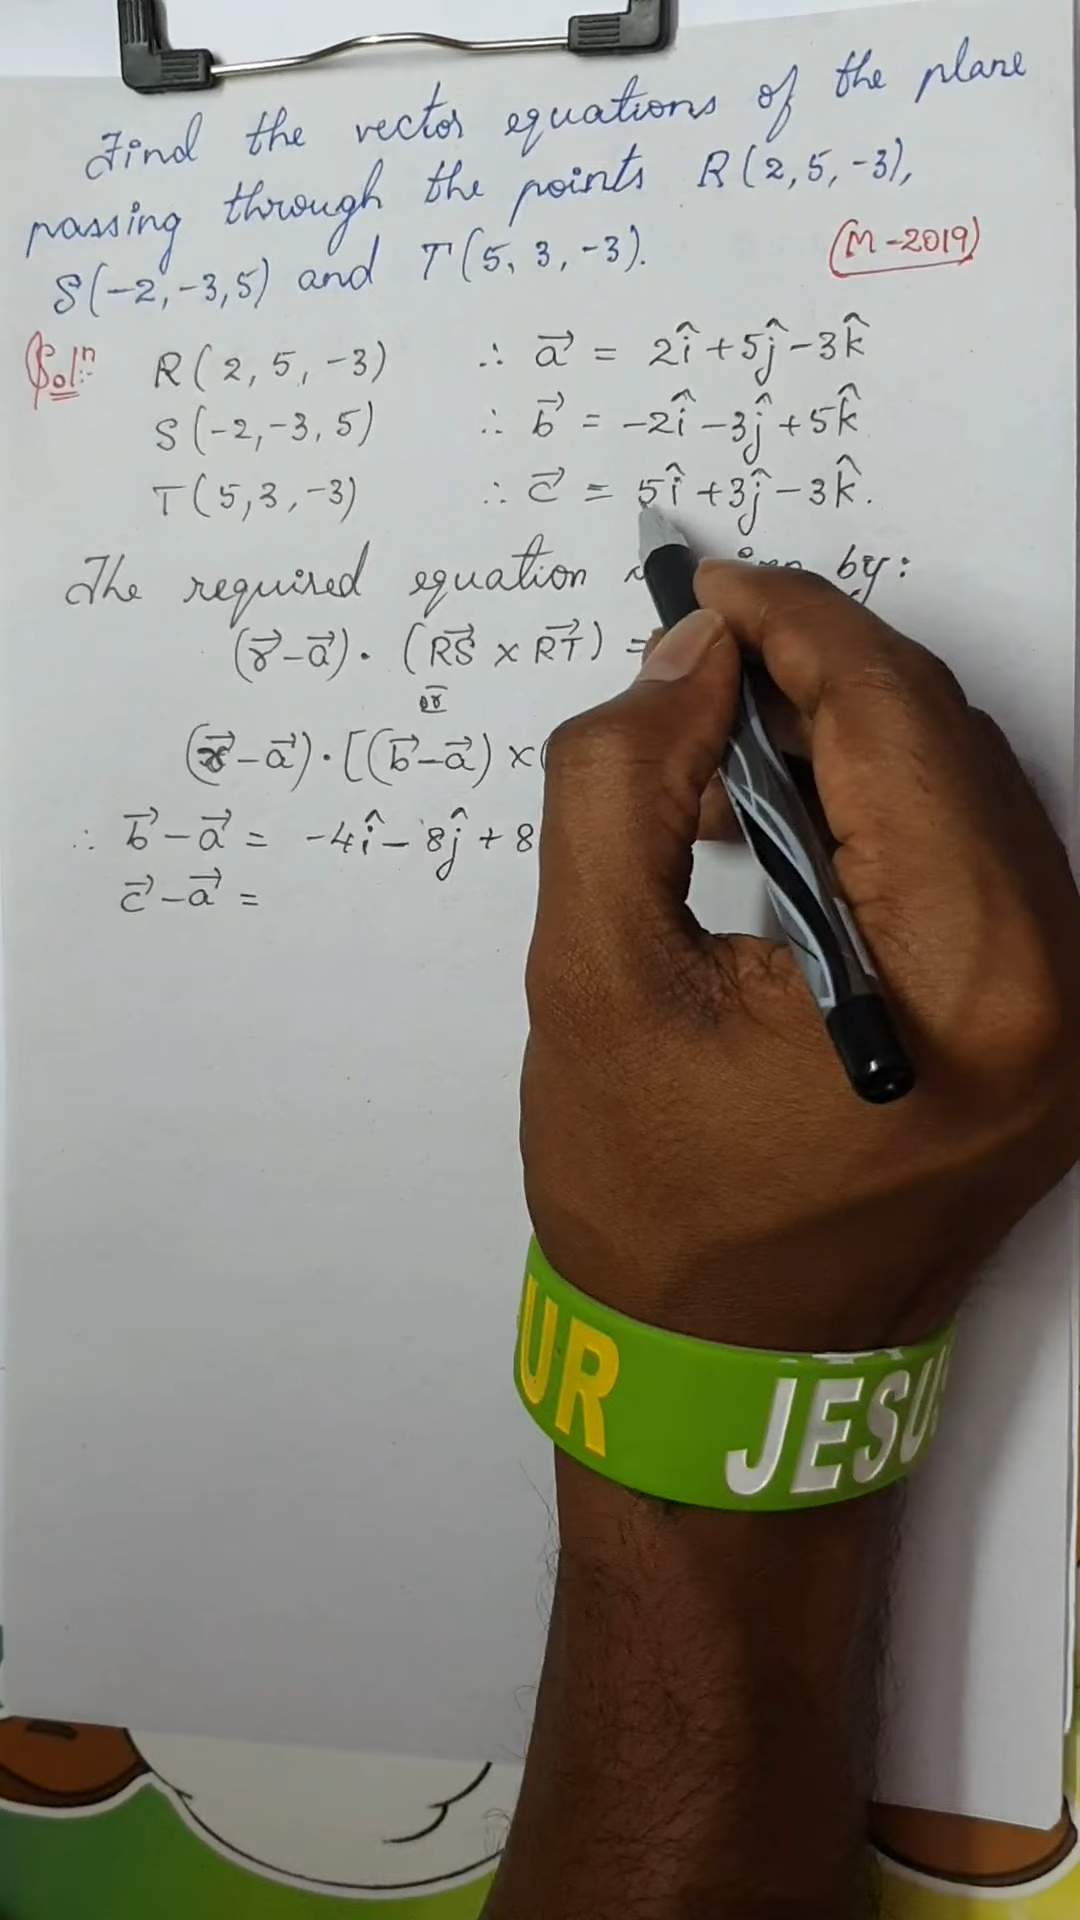 Find the vector equations of the plane
passing through the points R(2,5,-3),
S(-2,-3,5) and T(5,3,-3).
(M-2019)
Solⁿ:
R(2,5,-3) ∴ a⃗ = 2î+5ĵ-3k̂
S(-2,-3,5) ∴ b⃗ = -2î-3ĵ+5k̂
T(5,3,-3) ∴ c⃗ = 5î+3ĵ-3k̂.
The required equation by:
(r⃗-a⃗)·(RS⃗ × RT⃗) =
or
(r⃗-a⃗)·[(b⃗-a⃗)×(
∴ b⃗-a⃗ = -4î-8ĵ+8
c⃗-a⃗ =
UR JESUS